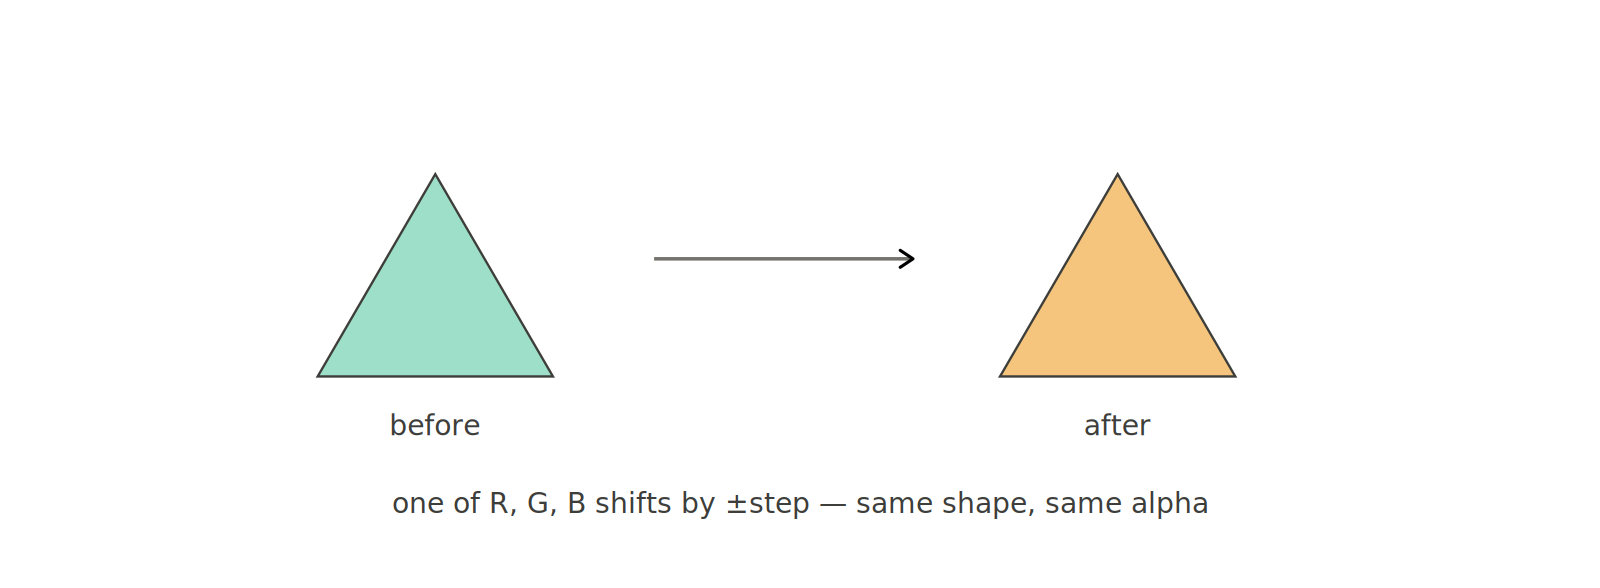 before
after
one of R, G, B shifts by ±step — same shape, same alpha